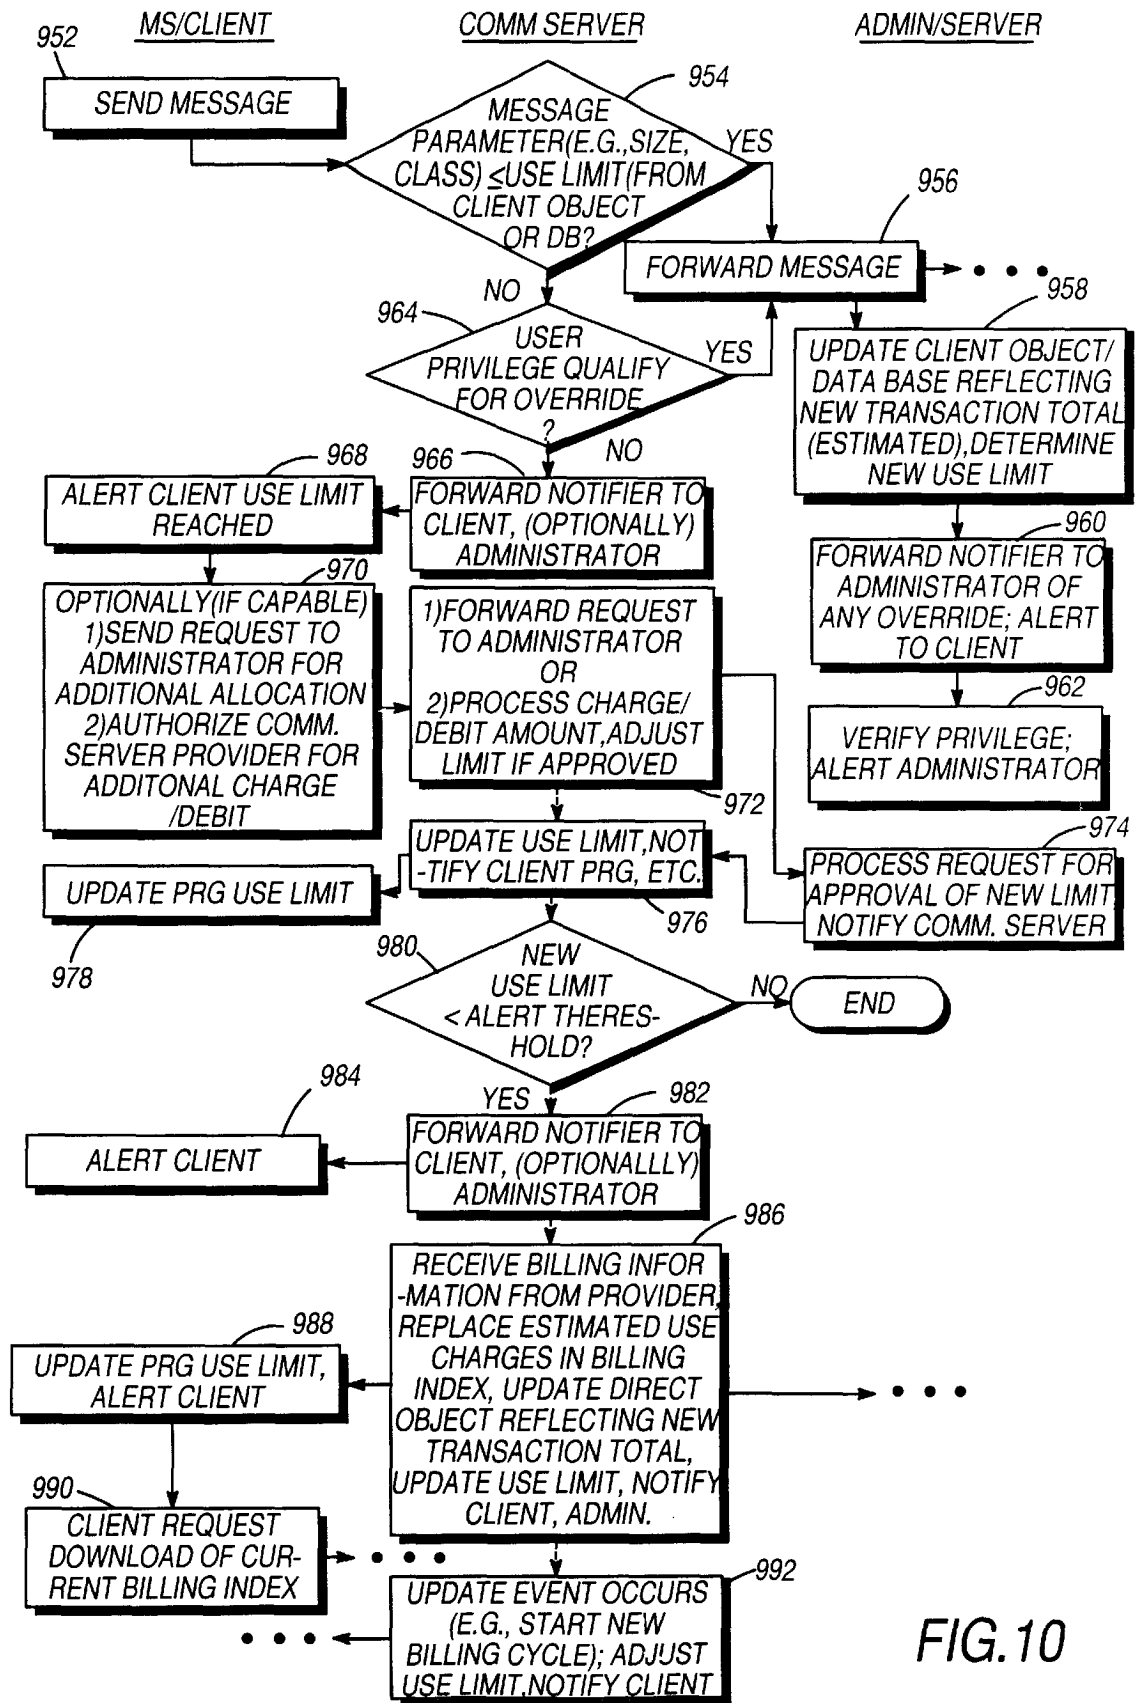 MS/CLIENT
COMM SERVER
ADMIN/SERVER
952
SEND MESSAGE
954
MESSAGE
PARAMETER(E.G.,SIZE,
CLASS) ≤USE LIMIT(FROM
CLIENT OBJECT
OR DB?
YES
NO
956
FORWARD MESSAGE
958
UPDATE CLIENT OBJECT/
DATA BASE REFLECTING
NEW TRANSACTION TOTAL
(ESTIMATED),DETERMINE
NEW USE LIMIT
964
USER
PRIVILEGE QUALIFY
FOR OVERRIDE
?
YES
NO
960
FORWARD NOTIFIER TO
ADMINISTRATOR OF
ANY OVERRIDE; ALERT
TO CLIENT
962
VERIFY PRIVILEGE;
ALERT ADMINISTRATOR
966
FORWARD NOTIFIER TO
CLIENT, (OPTIONALLY)
ADMINISTRATOR
968
ALERT CLIENT USE LIMIT
REACHED
970
OPTIONALLY(IF CAPABLE)
1)SEND REQUEST TO
ADMINISTRATOR FOR
ADDITIONAL ALLOCATION
2)AUTHORIZE COMM.
SERVER PROVIDER FOR
ADDITONAL CHARGE
/DEBIT
1)FORWARD REQUEST
TO ADMINISTRATOR
OR
2)PROCESS CHARGE/
DEBIT AMOUNT,ADJUST
LIMIT IF APPROVED
972
974
PROCESS REQUEST FOR
APPROVAL OF NEW LIMIT
NOTIFY COMM. SERVER
UPDATE USE LIMIT,NOT
-TIFY CLIENT PRG, ETC.
976
UPDATE PRG USE LIMIT
978
980
NEW
USE LIMIT
< ALERT THERES-
HOLD?
NO
END
YES
982
FORWARD NOTIFIER TO
CLIENT, (OPTIONALLLY)
ADMINISTRATOR
984
ALERT CLIENT
986
RECEIVE BILLING INFOR
-MATION FROM PROVIDER,
REPLACE ESTIMATED USE
CHARGES IN BILLING
INDEX, UPDATE DIRECT
OBJECT REFLECTING NEW
TRANSACTION TOTAL,
UPDATE USE LIMIT, NOTIFY
CLIENT, ADMIN.
988
UPDATE PRG USE LIMIT,
ALERT CLIENT
990
CLIENT REQUEST
DOWNLOAD OF CUR-
RENT BILLING INDEX
992
UPDATE EVENT OCCURS
(E.G., START NEW
BILLING CYCLE); ADJUST
USE LIMIT,NOTIFY CLIENT
FIG.10